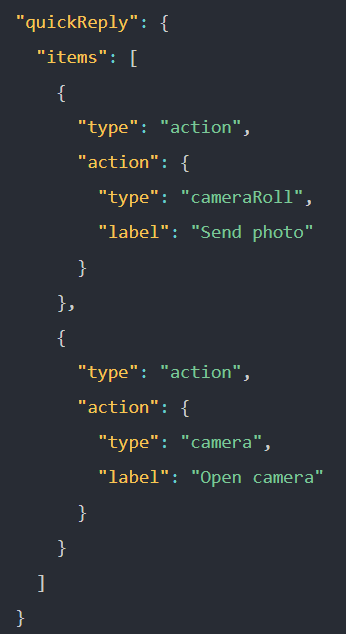 "quickReply": {
  "items": [
    {
      "type": "action",
      "action": {
        "type": "cameraRoll",
        "label": "Send photo"
      }
    },
    {
      "type": "action",
      "action": {
        "type": "camera",
        "label": "Open camera"
      }
    }
  ]
}